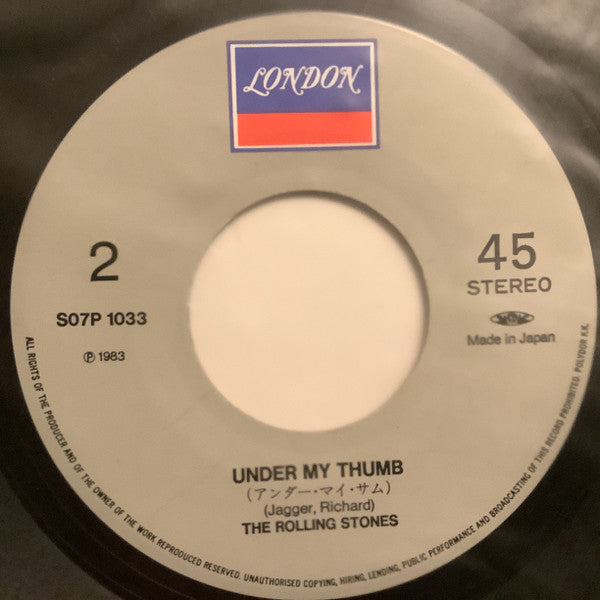 LONDON
2
45
STEREO
S07P 1033
℗ 1983
Made in Japan
UNDER MY THUMB
(アンダー・マイ・サム)
(Jagger, Richard)
THE ROLLING STONES
ALL RIGHTS OF THE PRODUCER AND OF THE OWNER OF THE WORK REPRODUCED RESERVED. UNAUTHORISED COPYING, HIRING, LENDING, PUBLIC PERFORMANCE AND BROADCASTING OF THIS RECORD PROHIBITED. POLYDOR K.K.